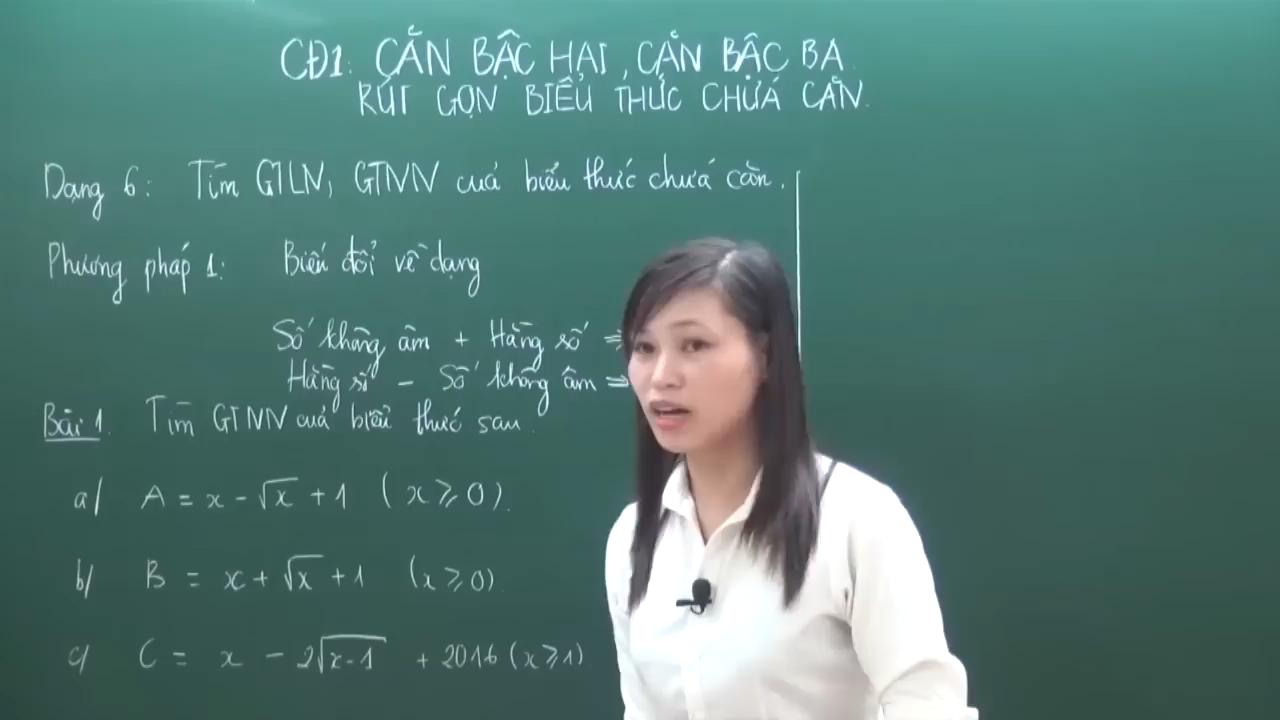 CĐ1. CĂN BẬC HAI, CĂN BẬC BA.
RÚT GỌN BIỂU THỨC CHỨA CĂN.
Dạng 6: Tìm GTLN, GTNN của biểu thức chứa căn.
Phương pháp 1: Biến đổi về dạng
Số không âm + Hằng số ⇒
Hằng số - Số không âm ⇒
Bài 1. Tìm GTNN của biểu thức sau.
a/ A = x - √x + 1 (x ⩾ 0).
b/ B = x + √x + 1 (x ⩾ 0)
c/ C = x - 2√(x-1) + 2016 (x ⩾ 1)